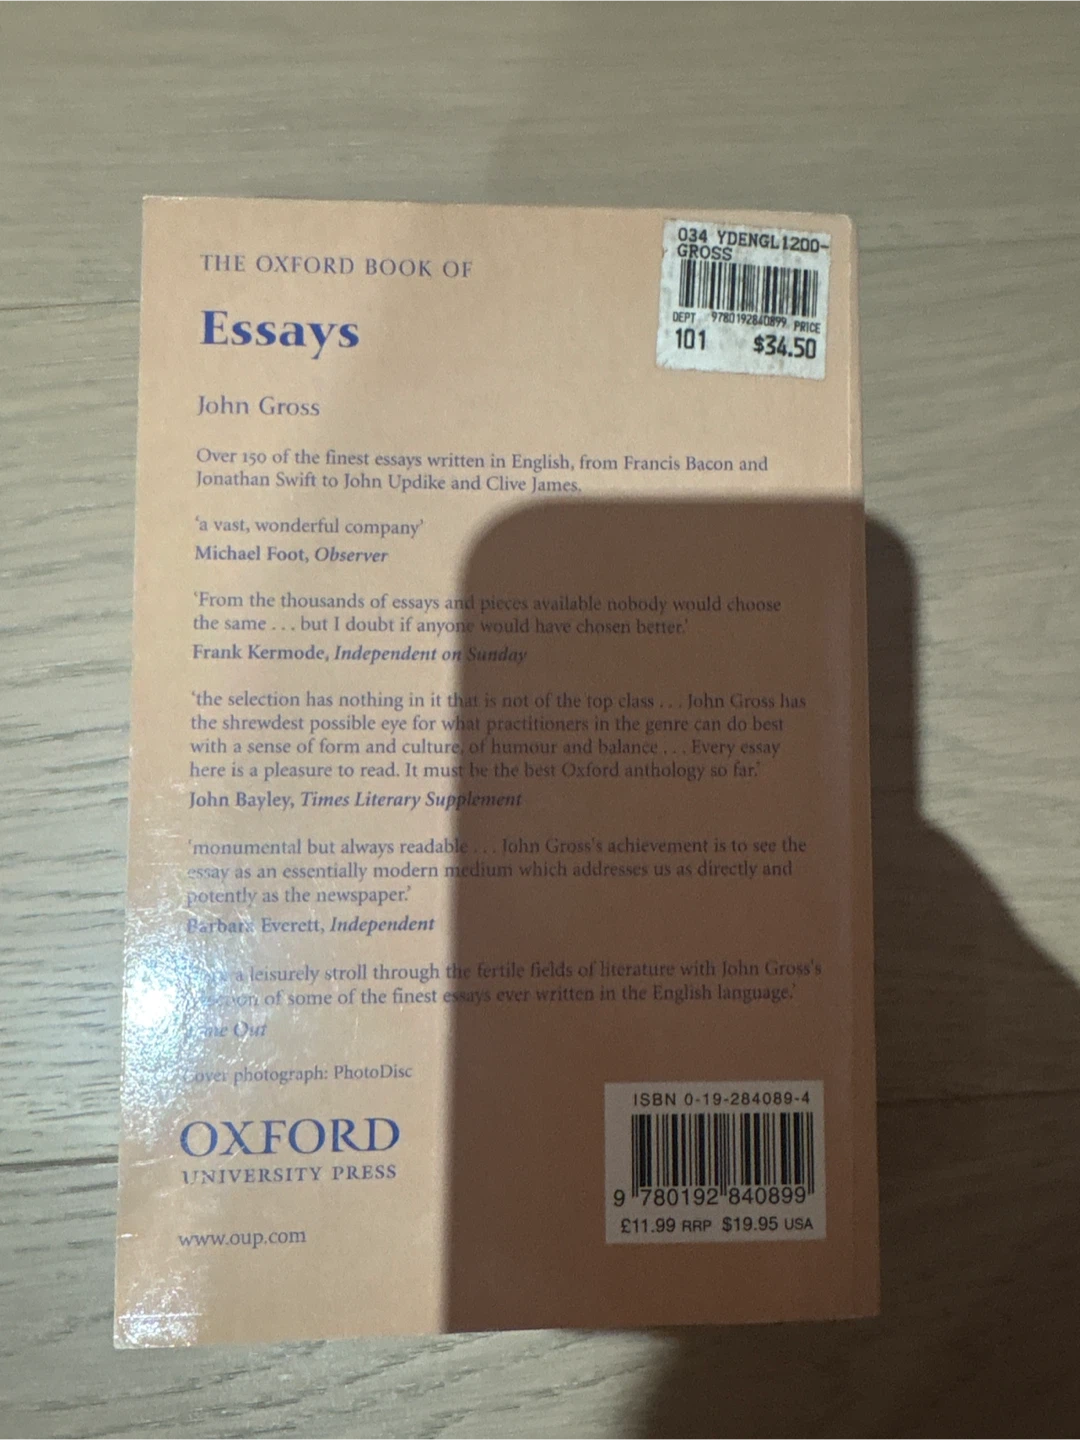 034 YDENGL1200-
GROSS
DEPT 9780192840899 PRICE
101 $34.50
THE OXFORD BOOK OF
Essays
John Gross
Over 150 of the finest essays written in English, from Francis Bacon and
Jonathan Swift to John Updike and Clive James.
‘a vast, wonderful company’
Michael Foot, Observer
‘From the thousands of essays and pieces available nobody would choose
the same . . . but I doubt if anyone would have chosen better.’
Frank Kermode, Independent on Sunday
‘the selection has nothing in it that is not of the top class . . . John Gross has
the shrewdest possible eye for what practitioners in the genre can do best
with a sense of form and culture, of humour and balance . . . Every essay
here is a pleasure to read. It must be the best Oxford anthology so far.’
John Bayley, Times Literary Supplement
‘monumental but always readable . . . John Gross’s achievement is to see the
essay as an essentially modern medium which addresses us as directly and
potently as the newspaper.’
Barbara Everett, Independent
a leisurely stroll through the fertile fields of literature with John Gross’s
of some of the finest essays ever written in the English language.’
Time Out
Cover photograph: PhotoDisc
OXFORD
UNIVERSITY PRESS
www.oup.com
ISBN 0-19-284089-4
9 780192 840899
£11.99 RRP $19.95 USA